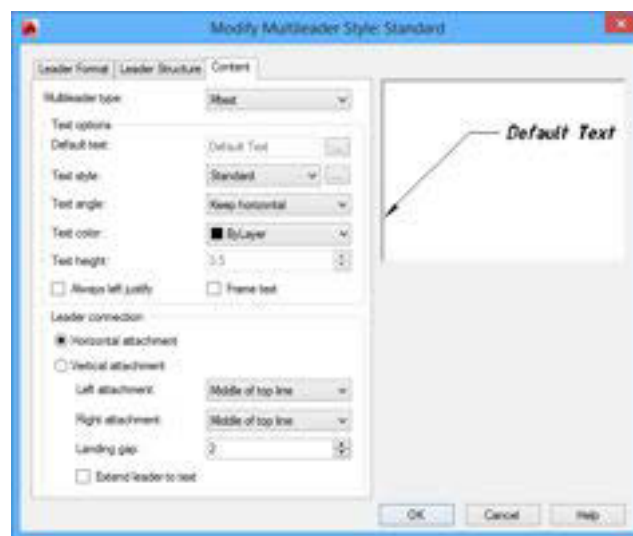 Modify Multileader Style: Standard
Leader Format Leader Structure Content
Multileader type: Mtext
Text options
Default text: Default Text ...
Text style: Standard ...
Text angle: Keep horizontal
Text color: ByLayer
Text height: 3.5
Always left justify Frame text
Leader connection
Horizontal attachment
Vertical attachment
Left attachment: Middle of top line
Right attachment: Middle of top line
Landing gap: 2
Extend leader to text
Default Text
OK Cancel Help